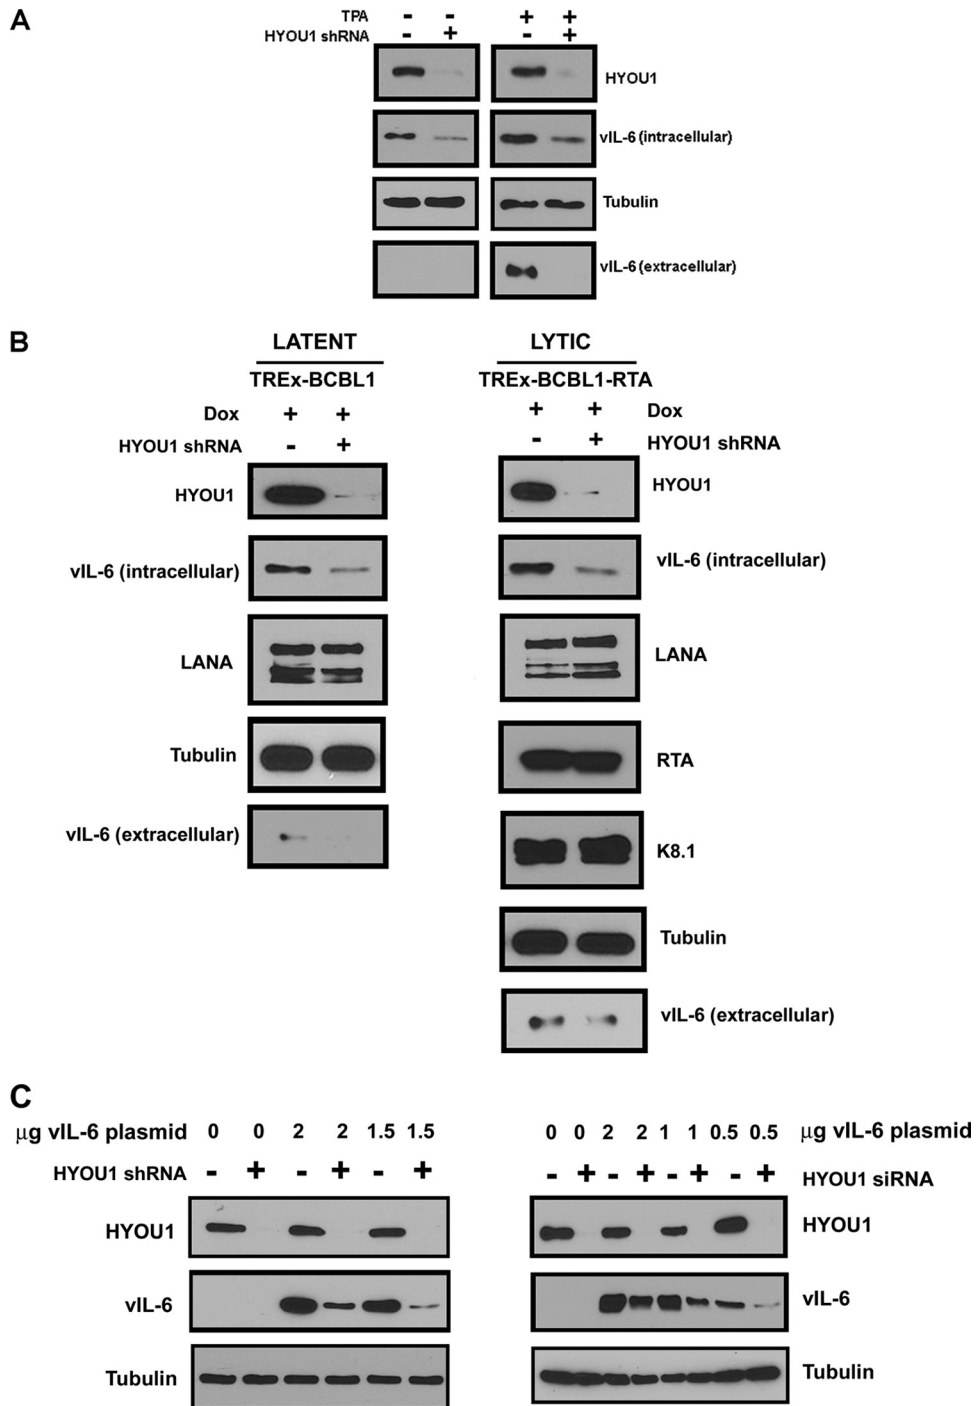 A
TPA - - + +
HYOU1 shRNA - + - +
HYOU1
vIL-6 (intracellular)
Tubulin
vIL-6 (extracellular)
B
LATENT
TREx-BCBL1
Dox + +
HYOU1 shRNA - +
HYOU1
vIL-6 (intracellular)
LANA
Tubulin
vIL-6 (extracellular)
LYTIC
TREx-BCBL1-RTA
+ + Dox
- + HYOU1 shRNA
HYOU1
vIL-6 (intracellular)
LANA
RTA
K8.1
Tubulin
vIL-6 (extracellular)
C
μg vIL-6 plasmid 0 0 2 2 1.5 1.5
HYOU1 shRNA - + - + - +
HYOU1
vIL-6
Tubulin
0 0 2 2 1 1 0.5 0.5 μg vIL-6 plasmid
- + - + - + - + HYOU1 siRNA
HYOU1
vIL-6
Tubulin